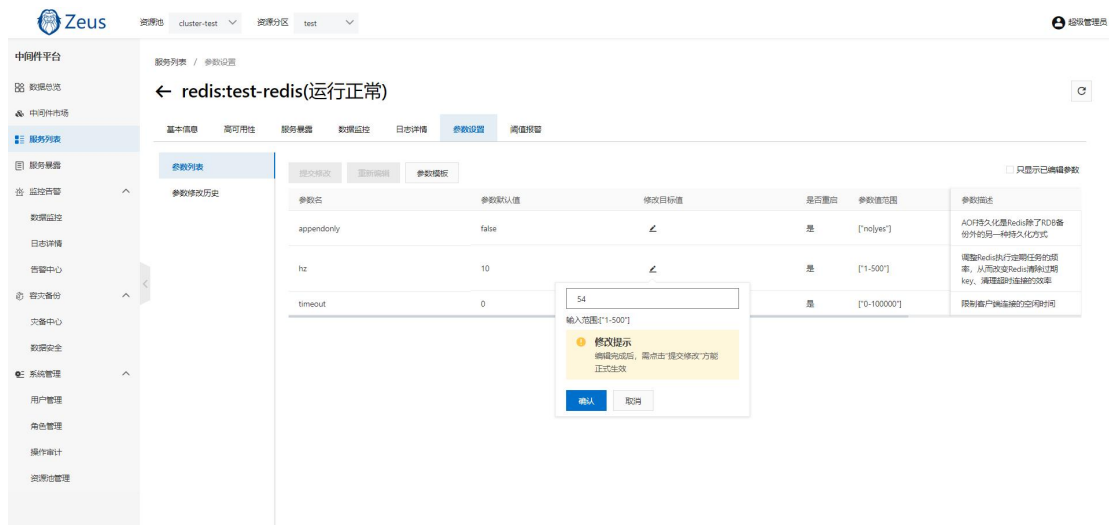 Zeus
资源池 cluster-test 资源分区 test
超级管理员
中间件平台
数据总览
中间件市场
服务列表
服务暴露
监控告警
数据监控
日志详情
告警中心
容灾备份
灾备中心
数据安全
系统管理
用户管理
角色管理
操作审计
资源池管理
服务列表 / 参数设置
← redis:test-redis(运行正常)
基本信息 高可用性 服务暴露 数据监控 日志详情 参数设置 阈值报警
参数列表
参数修改历史
提交修改 重新编辑 参数模板
只显示已编辑参数
参数名 参数默认值 修改目标值 是否重启 参数值范围 参数描述
appendonly false 是 ["no|yes"] AOF持久化是Redis除了RDB备
份外的另一种持久化方式
hz 10 是 ["1-500"] 调整Redis执行定期任务的频
率，从而改变Redis清除过期
key、清理超时连接的效率
timeout 0 是 ["0-100000"] 限制客户端连接的空闲时间
54
输入范围:["1-500"]
修改提示
编辑完成后，需点击"提交修改"方能
正式生效
确认 取消